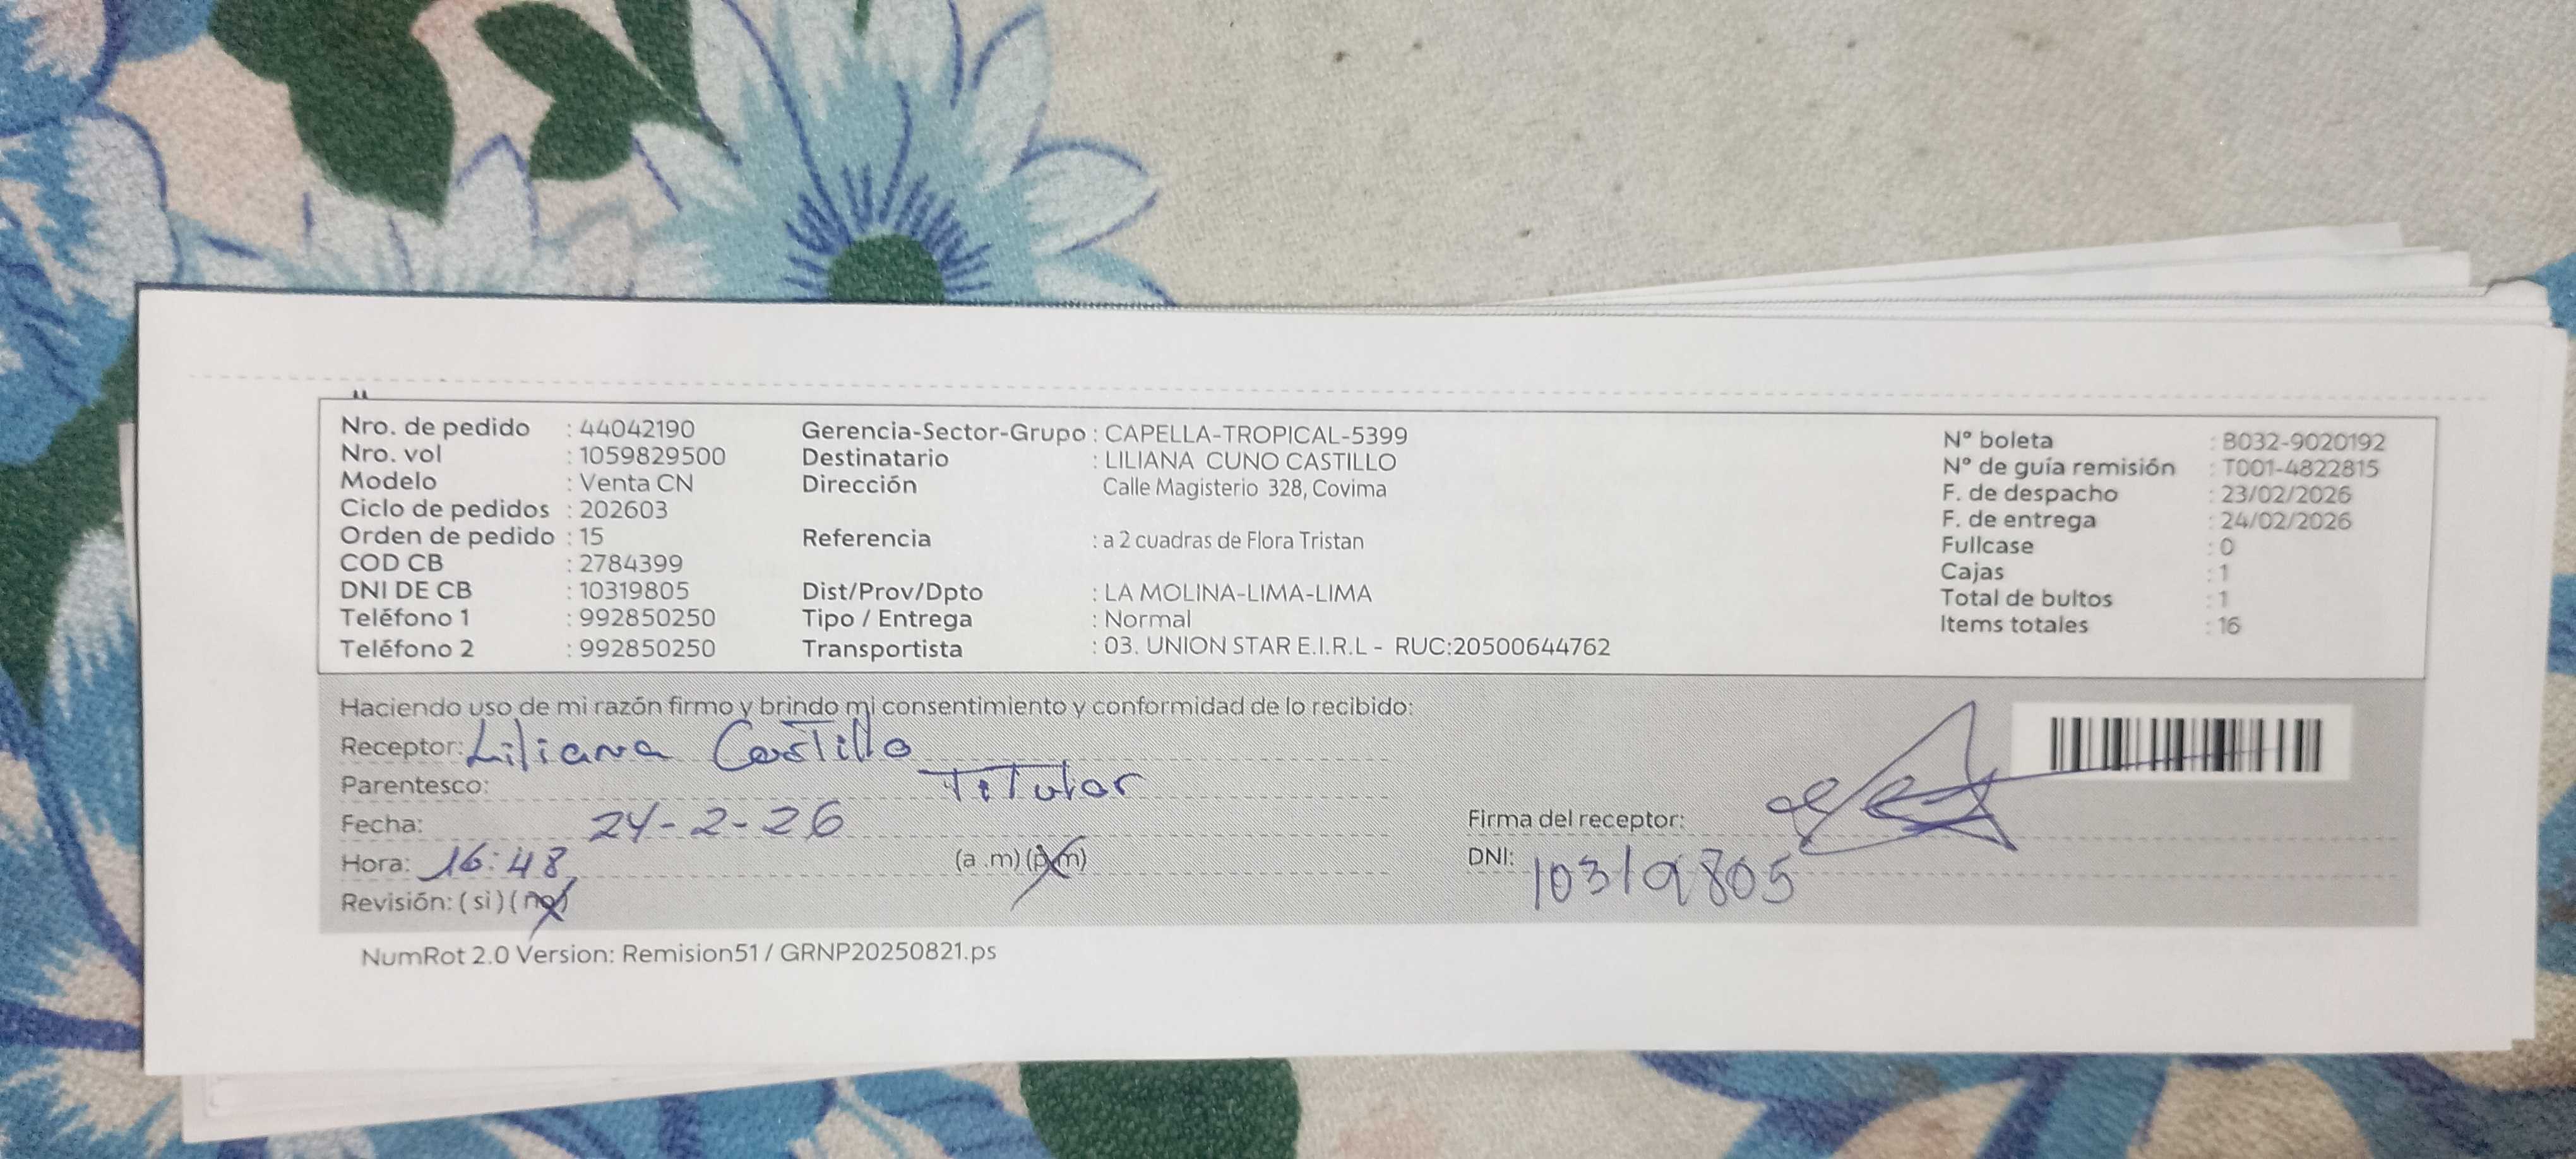 Nro. de pedido : 44042190
Nro. vol : 1059829500
Modelo : Venta CN
Ciclo de pedidos : 202603
Orden de pedido : 15
COD CB : 2784399
DNI DE CB : 10319805
Teléfono 1 : 992850250
Teléfono 2 : 992850250
Gerencia-Sector-Grupo : CAPELLA-TROPICAL-5399
Destinatario : LILIANA CUNO CASTILLO
Dirección Calle Magisterio 328, Covima
Referencia : a 2 cuadras de Flora Tristan
Dist/Prov/Dpto : LA MOLINA-LIMA-LIMA
Tipo / Entrega : Normal
Transportista : 03. UNION STAR E.I.R.L - RUC:20500644762
N° boleta : B032-9020192
N° de guía remisión : T001-4822815
F. de despacho : 23/02/2026
F. de entrega : 24/02/2026
Fullcase : 0
Cajas : 1
Total de bultos : 1
Items totales : 16
Haciendo uso de mi razón firmo y brindo mi consentimiento y conformidad de lo recibido:
Receptor: Liliana Castillo
Parentesco: Titular
Fecha: 24-2-26
Hora: 16:48 (a .m) (p.m)
Revisión: ( si ) ( no )
Firma del receptor:
DNI: 10319805
NumRot 2.0 Version: Remision51 / GRNP20250821.ps